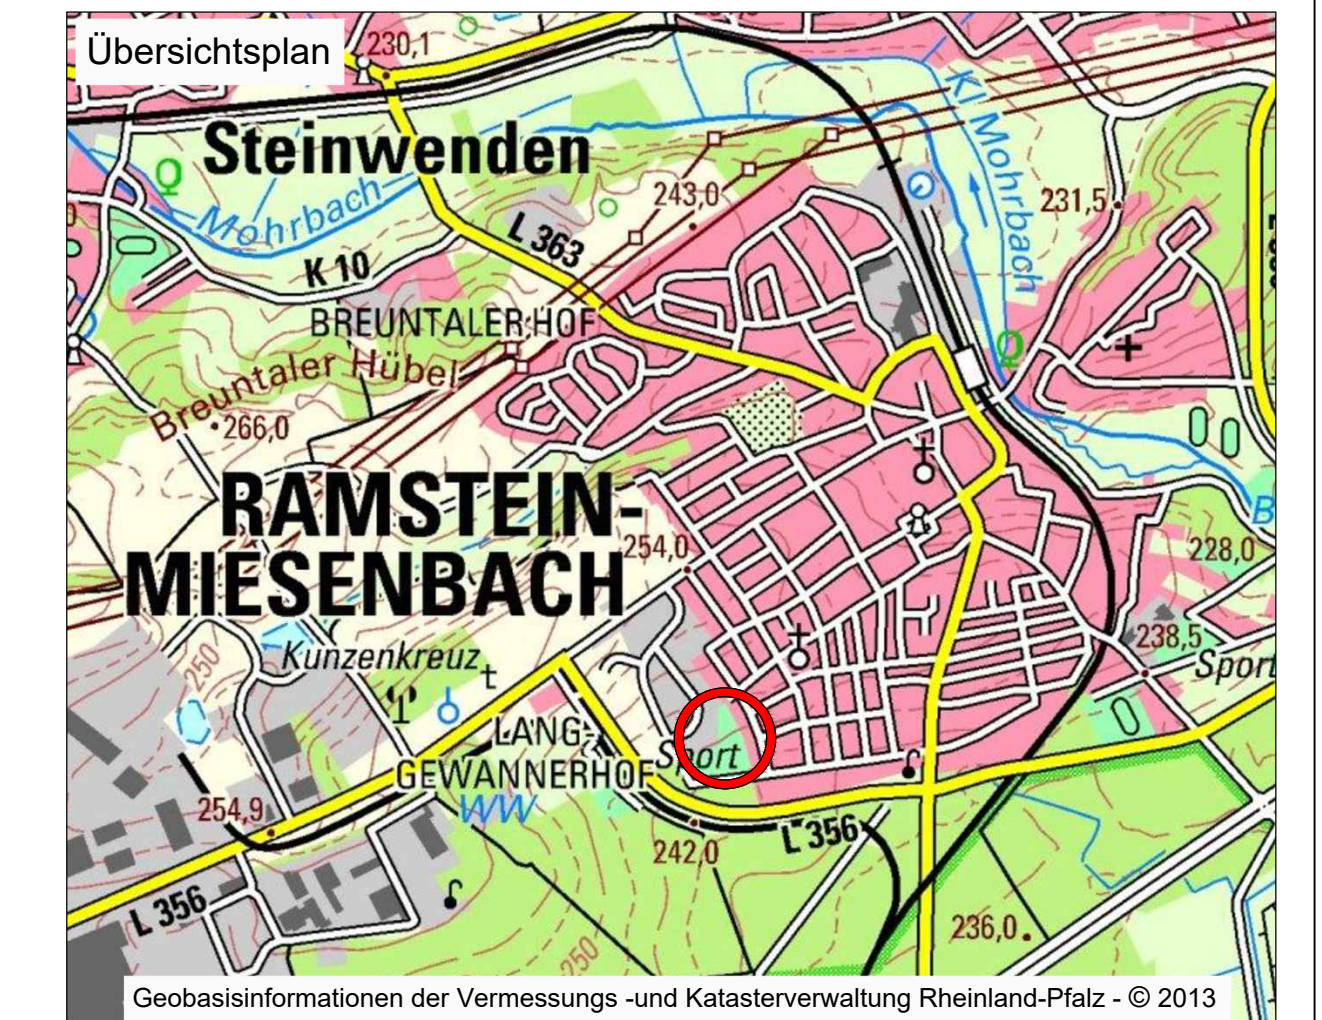 Übersichtsplan
230,1
Steinwenden
Kl Mohrbach
243,0
231,5
Mohrbach
L 363
K 10
BREUNTALER HOF
Breuntaler Hübel
266,0
RAMSTEIN-
MIESENBACH
254,0
B
228,0
238,5
Sport
Kunzenkreuz
250
LANG-
GEWANNERHOF
Sport
WW
254,9
242,0
L 356
L 356
236,0
250
Geobasisinformationen der Vermessungs -und Katasterverwaltung Rheinland-Pfalz - © 2013